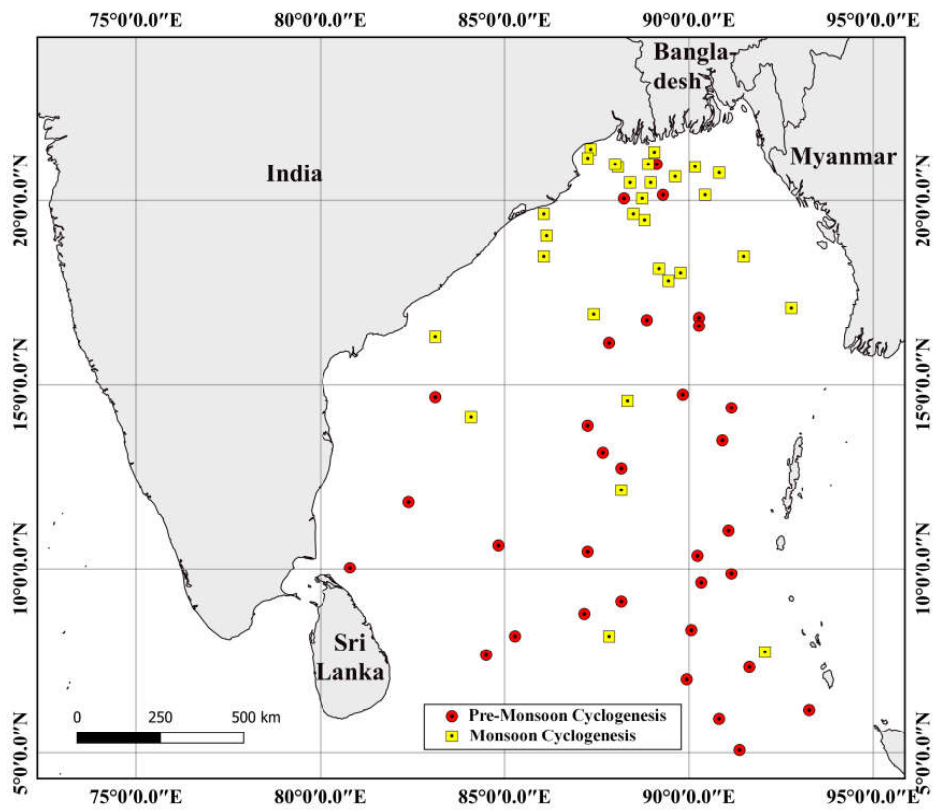 75°0'0.0"E 80°0'0.0"E 85°0'0.0"E 90°0'0.0"E 95°0'0.0"E
Bangla-
desh
India
Myanmar
20°0'0.0"N
20°0'0.0"N
15°0'0.0"N
15°0'0.0"N
10°0'0.0"N
10°0'0.0"N
Sri
Lanka
0 250 500 km
Pre-Monsoon Cyclogenesis
Monsoon Cyclogenesis
5°0'0.0"N
5°0'0.0"N
75°0'0.0"E 80°0'0.0"E 85°0'0.0"E 90°0'0.0"E 95°0'0.0"E